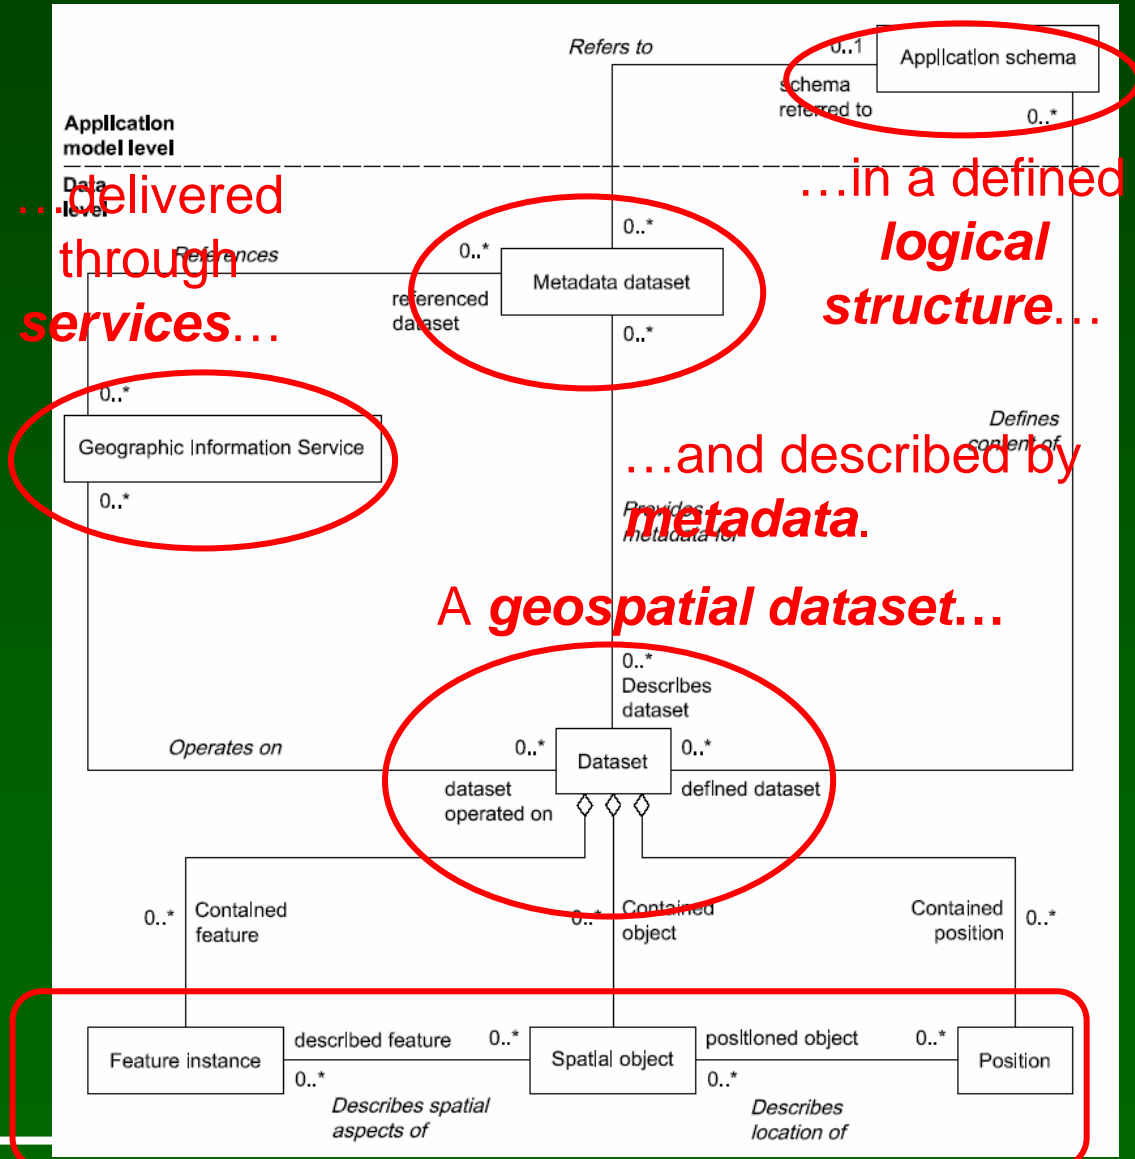 Refers to
0..1
Application schema
schema
referred to
0..*
Application
model level
Data
level
…delivered
through
services…
…in a defined
logical
structure…
References
0..*
0..*
Metadata dataset
referenced
dataset
0..*
0..*
Geographic Information Service
0..*
Defines
content of
…and described by
metadata.
Provides
metadata for
A geospatial dataset…
0..*
Describes
dataset
Operates on
0..*
Dataset
0..*
dataset
operated on
defined dataset
0..*
Contained
feature
0..*
Contained
object
Contained
position
0..*
Feature instance
described feature
0..*
0..*
Describes spatial
aspects of
Spatial object
positioned object
0..*
0..*
Describes
location of
Position